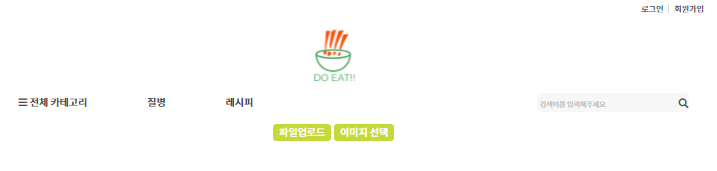 로그인 | 회원가입
DO EAT!!
전체 카테고리 질병 레시피 검색어를 입력해주세요
파일업로드 이미지 선택